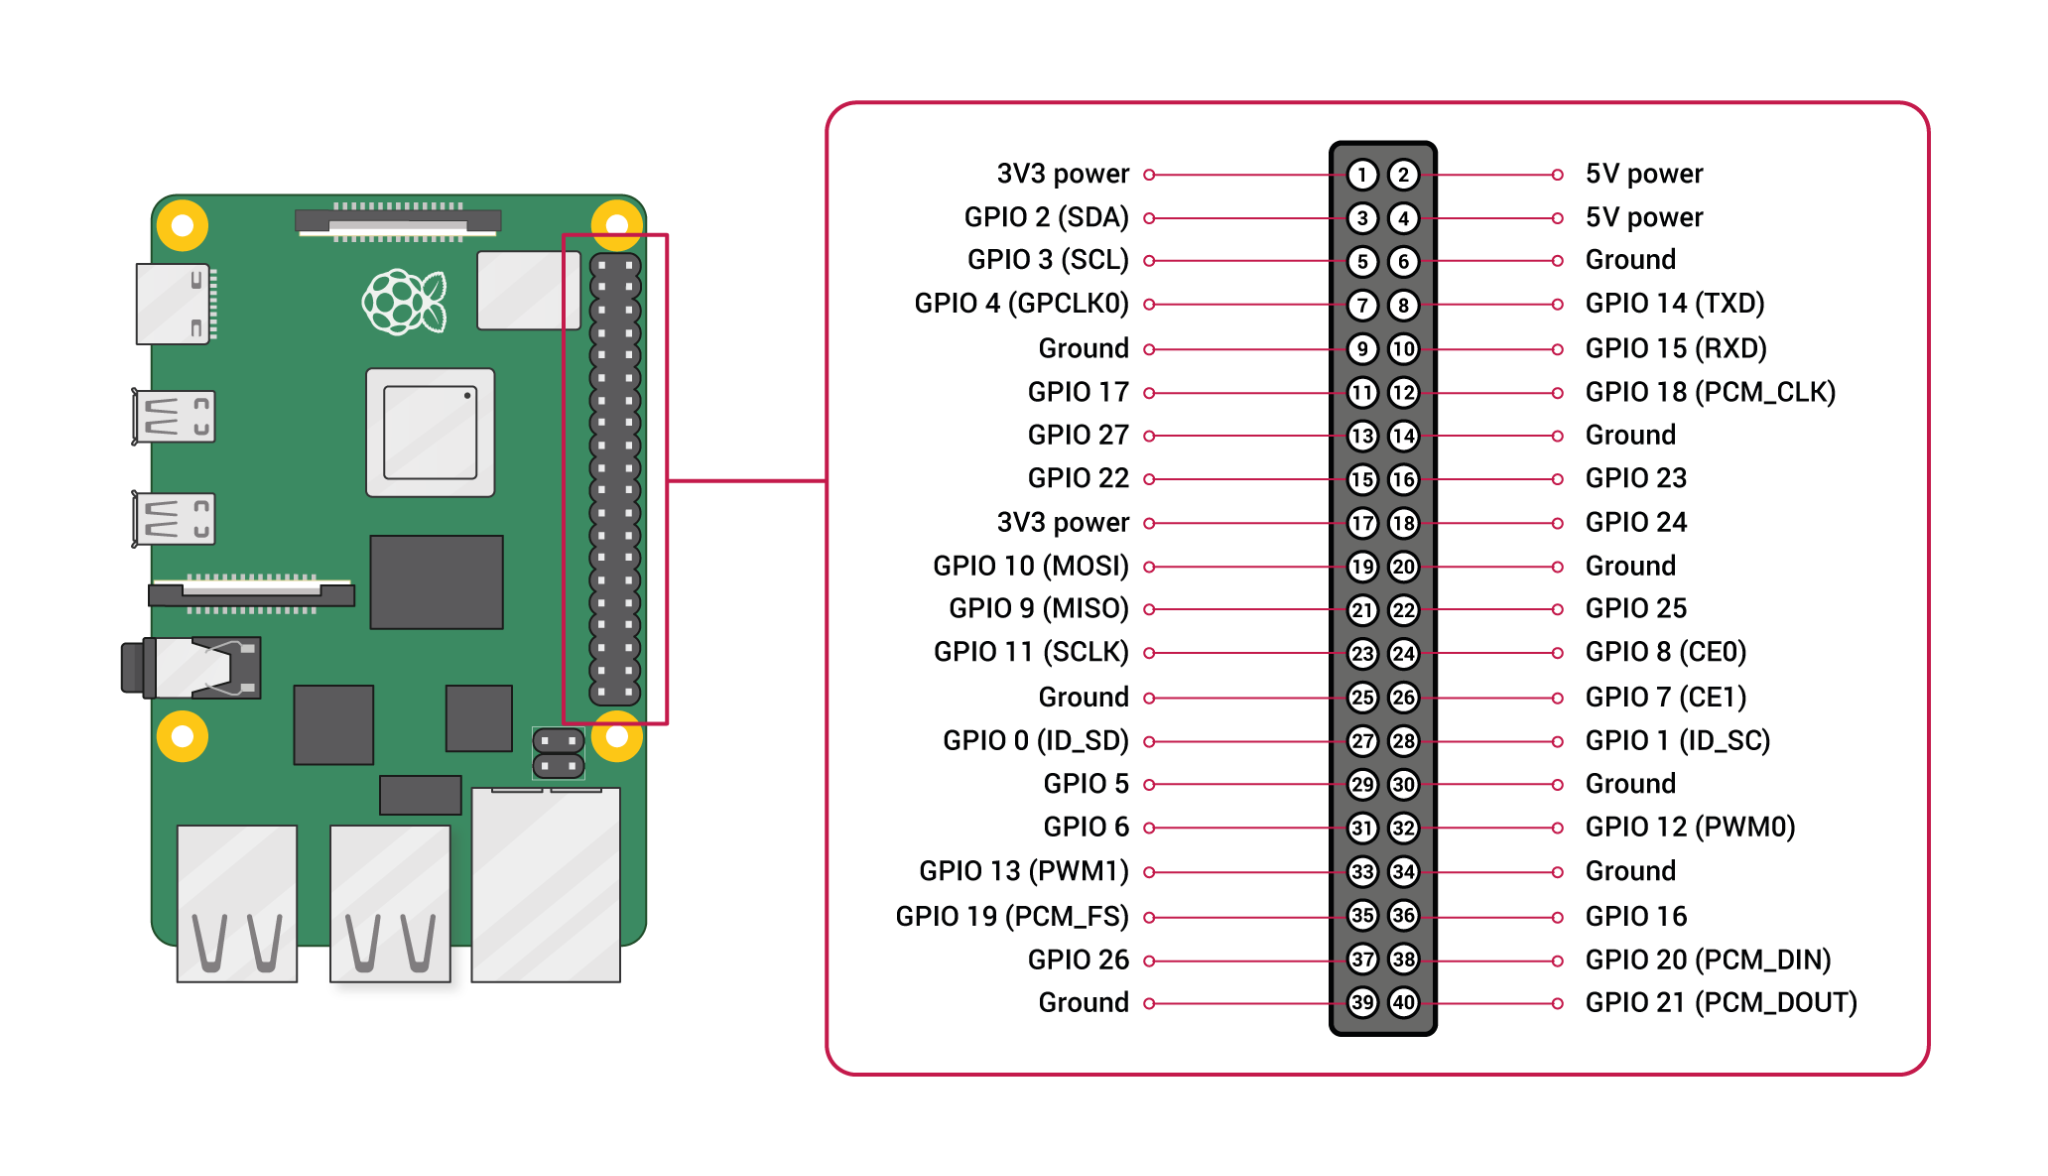 3V3 power 1 2 5V power
GPIO 2 (SDA) 3 4 5V power
GPIO 3 (SCL) 5 6 Ground
GPIO 4 (GPCLK0) 7 8 GPIO 14 (TXD)
Ground 9 10 GPIO 15 (RXD)
GPIO 17 11 12 GPIO 18 (PCM_CLK)
GPIO 27 13 14 Ground
GPIO 22 15 16 GPIO 23
3V3 power 17 18 GPIO 24
GPIO 10 (MOSI) 19 20 Ground
GPIO 9 (MISO) 21 22 GPIO 25
GPIO 11 (SCLK) 23 24 GPIO 8 (CE0)
Ground 25 26 GPIO 7 (CE1)
GPIO 0 (ID_SD) 27 28 GPIO 1 (ID_SC)
GPIO 5 29 30 Ground
GPIO 6 31 32 GPIO 12 (PWM0)
GPIO 13 (PWM1) 33 34 Ground
GPIO 19 (PCM_FS) 35 36 GPIO 16
GPIO 26 37 38 GPIO 20 (PCM_DIN)
Ground 39 40 GPIO 21 (PCM_DOUT)